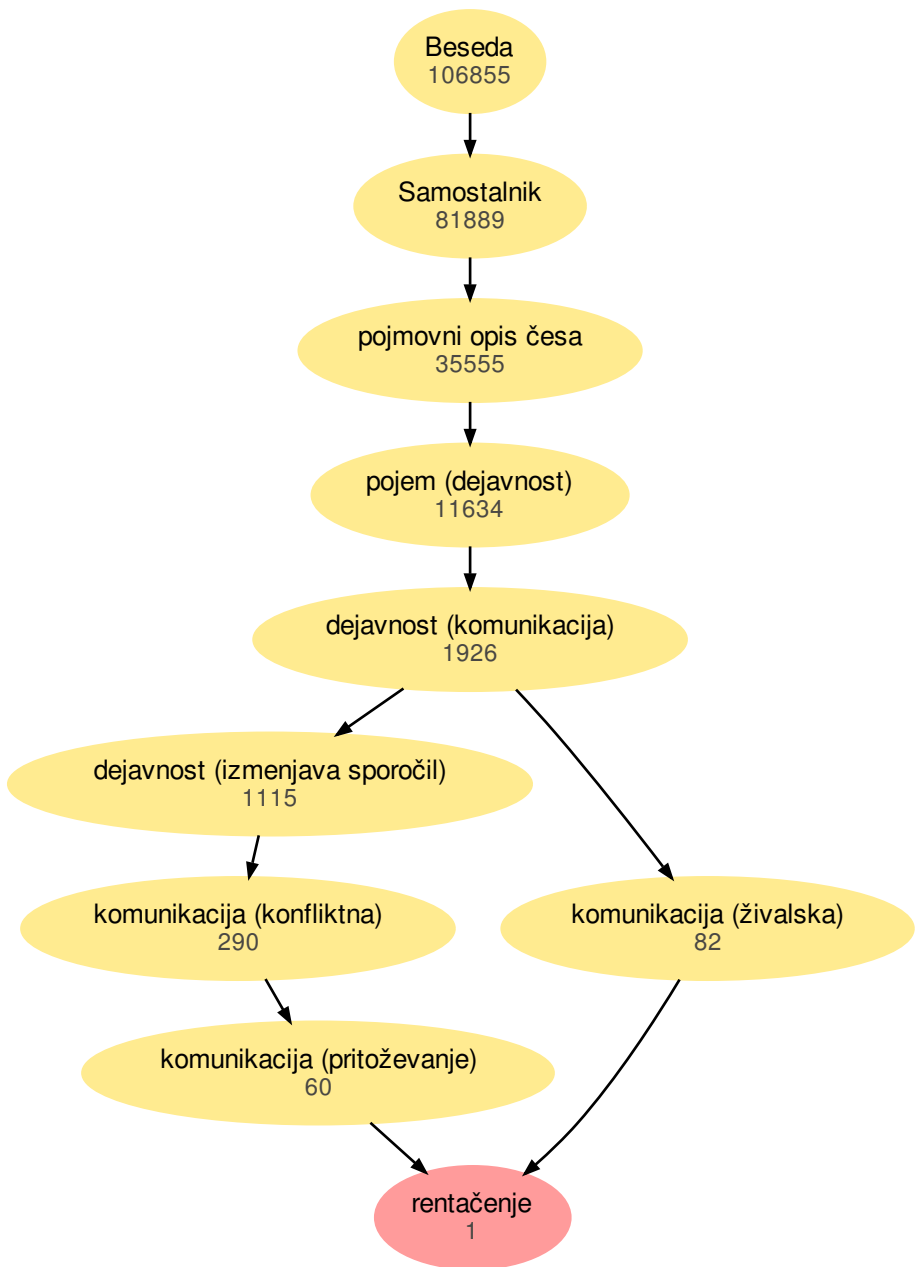 Beseda
106855
Samostalnik
81889
pojmovni opis česa
35555
pojem (dejavnost)
11634
dejavnost (komunikacija)
1926
dejavnost (izmenjava sporočil)
1115
komunikacija (konfliktna)
290
komunikacija (živalska)
82
komunikacija (pritoževanje)
60
rentačenje
1